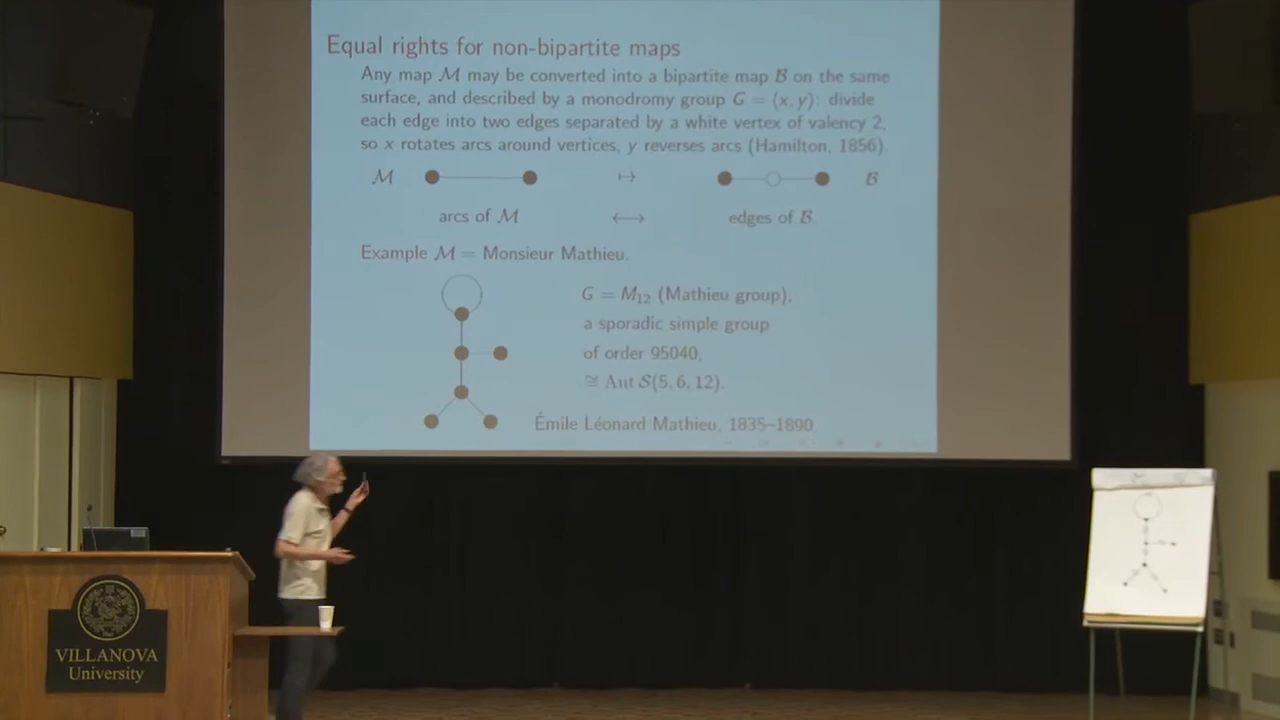 Equal rights for non-bipartite maps
Any map M may be converted into a bipartite map B on the same
surface, and described by a monodromy group G = ⟨x, y⟩: divide
each edge into two edges separated by a white vertex of valency 2,
so x rotates arcs around vertices, y reverses arcs (Hamilton, 1856).
M ↦ B
arcs of M ⟷ edges of B.
Example M = Monsieur Mathieu.
G = M₁₂ (Mathieu group),
a sporadic simple group
of order 95040,
≅ Aut S(5, 6, 12).
Émile Léonard Mathieu, 1835–1890.
VILLANOVA
University